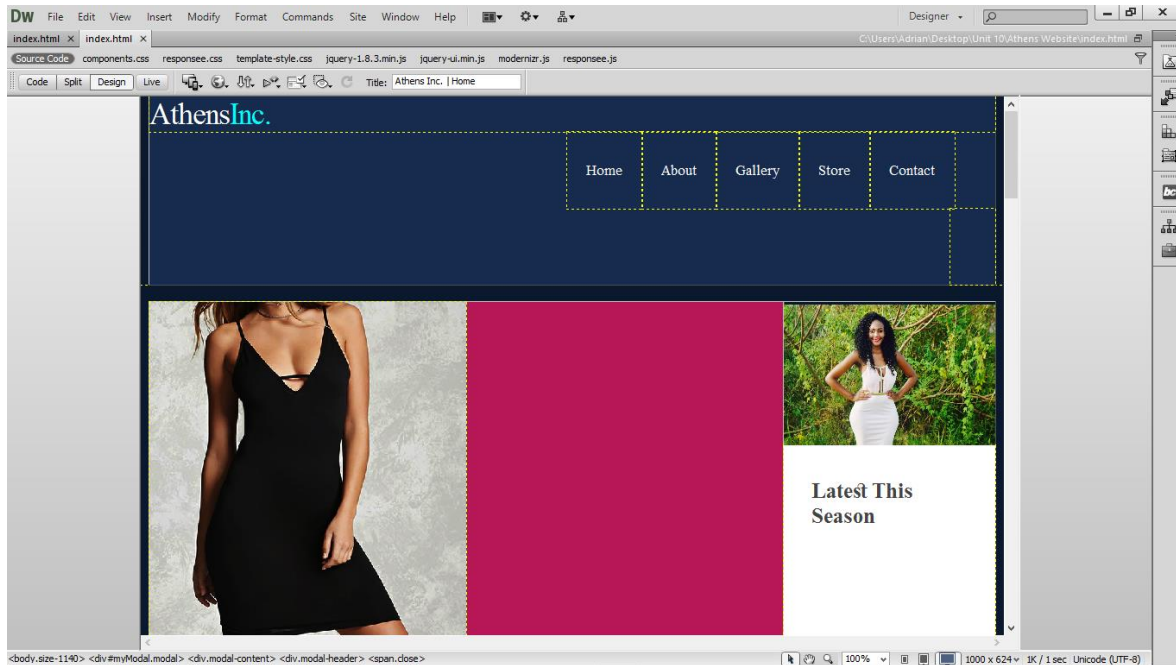 DW File Edit View Insert Modify Format Commands Site Window Help Designer
index.html × index.html × C:\Users\Adrian\Desktop\Unit 10\Athens Website\index.html
Source Code components.css responsee.css template-style.css jquery-1.8.3.min.js jquery-ui.min.js modernizr.js responsee.js
Code Split Design Live Title: Athens Inc. | Home
AthensInc.
Home About Gallery Store Contact
bc
Latest This
Season
<body.size-1140> <div#myModal.modal> <div.modal-content> <div.modal-header> <span.close> 100% 1000 x 624 1K / 1 sec Unicode (UTF-8)